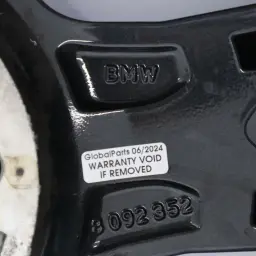 BMW
GlobalParts 06/2024
WARRANTY VOID
IF REMOVED
8 092 352